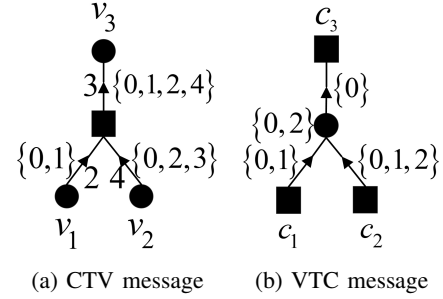 v3 c3
3 {0,1,2,4} {0}
{0,2}
{0,1} 2 4 {0,2,3} {0,1} {0,1,2}
v1 v2 c1 c2
(a) CTV message (b) VTC message